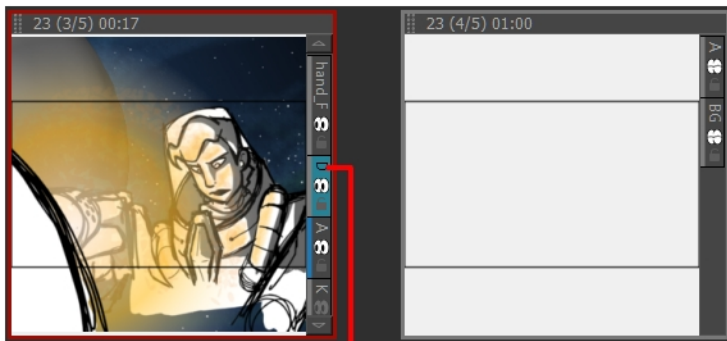 23 (3/5) 00:17
hand_F
D
A
K
23 (4/5) 01:00
A
BG